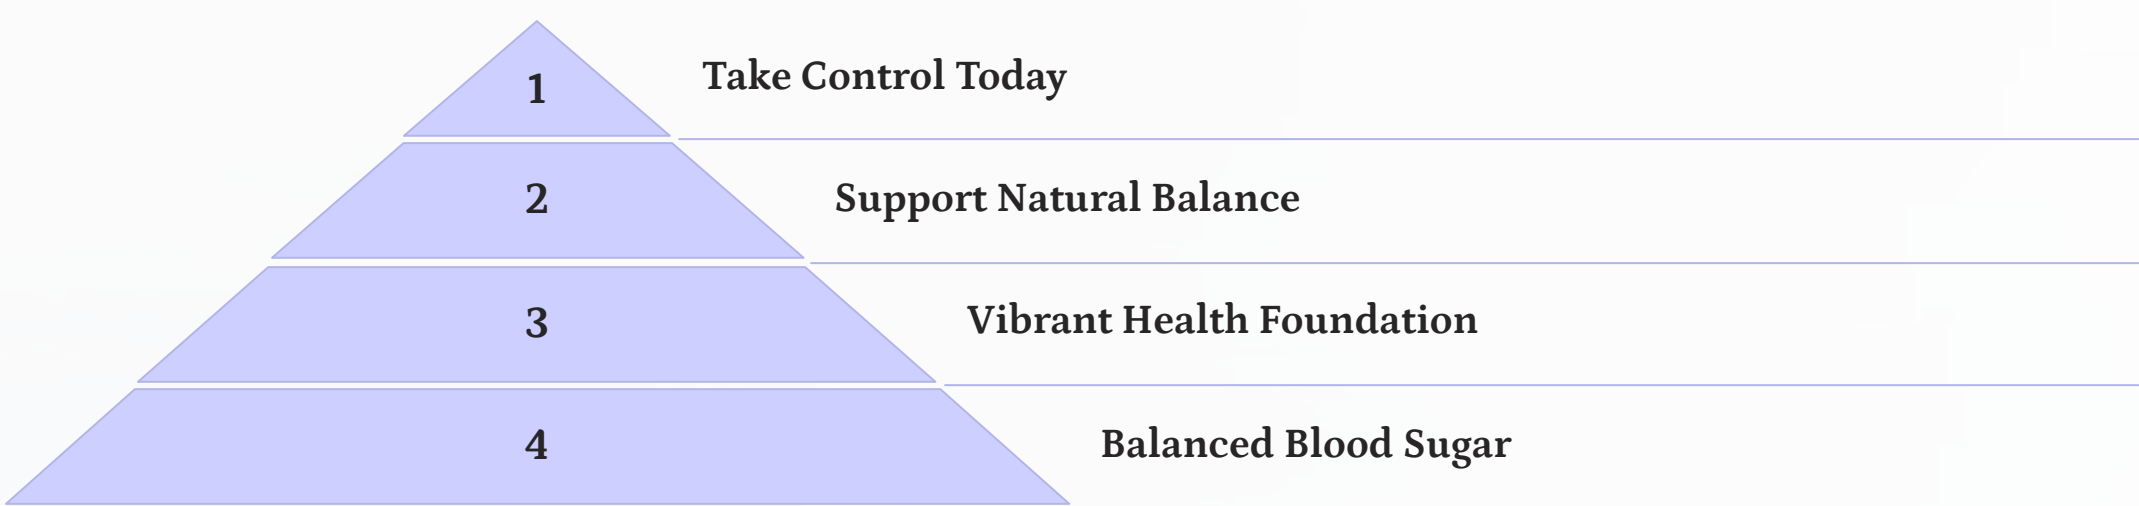 1
Take Control Today
2
Support Natural Balance
3
Vibrant Health Foundation
4
Balanced Blood Sugar